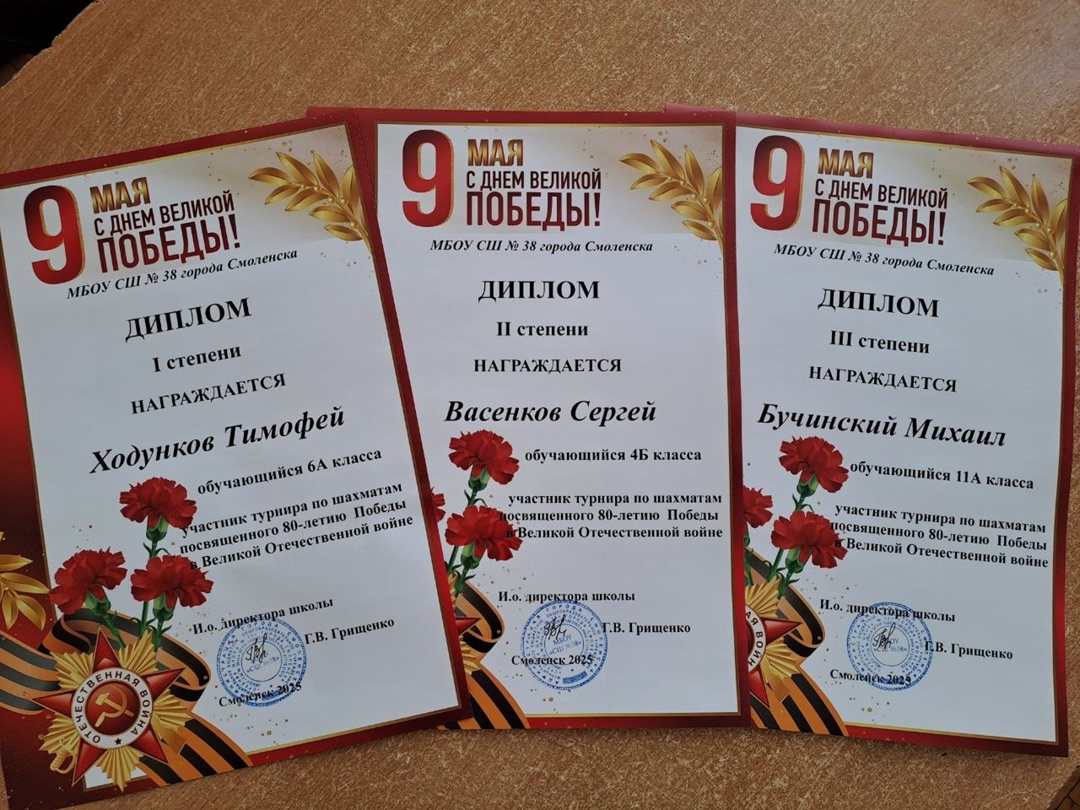 9 МАЯ
С ДНЕМ ВЕЛИКОЙ
ПОБЕДЫ!
МБОУ СШ № 38 города Смоленска
ДИПЛОМ
I степени
НАГРАЖДАЕТСЯ
Ходунков Тимофей
обучающийся 6А класса
участник турнира по шахматам
посвященного 80-летию Победы
в Великой Отечественной войне
И.о. директора школы
Г.В. Грищенко
Смоленск 2025
«СШ №38»
ОТЕЧЕСТВЕННАЯ ВОЙНА
9 МАЯ
С ДНЕМ ВЕЛИКОЙ
ПОБЕДЫ!
МБОУ СШ № 38 города Смоленска
ДИПЛОМ
II степени
НАГРАЖДАЕТСЯ
Васенков Сергей
обучающийся 4Б класса
участник турнира по шахматам
посвященного 80-летию Победы
в Великой Отечественной войне
И.о. директора школы
Г.В. Грищенко
МБОУ
«СШ №38»
Смоленск 2025
9 МАЯ
С ДНЕМ ВЕЛИКОЙ
ПОБЕДЫ!
МБОУ СШ № 38 города Смоленска
ДИПЛОМ
III степени
НАГРАЖДАЕТСЯ
Бучинский Михаил
обучающийся 11А класса
участник турнира по шахматам
посвященного 80-летию Победы
в Великой Отечественной войне
И.о. директора школы
Г.В. Грищенко
Смоленск 2025